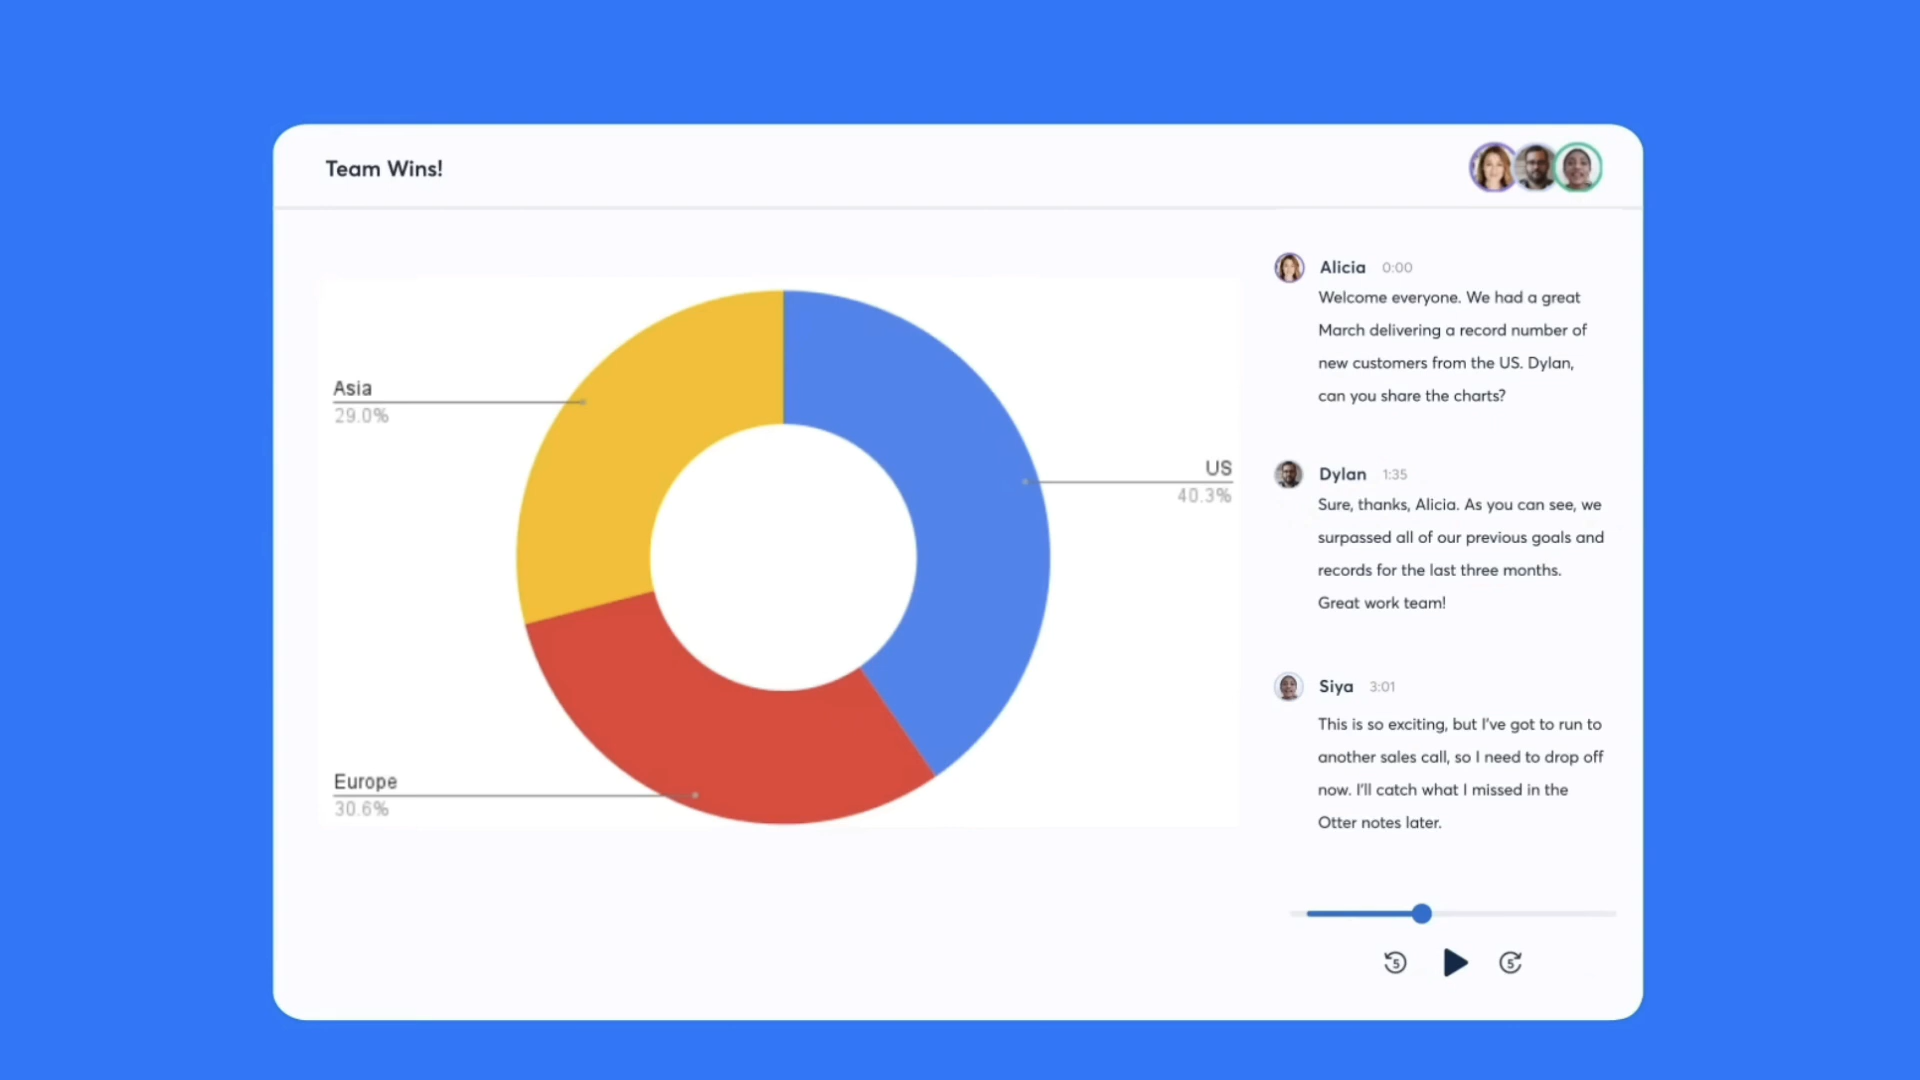 Team Wins!
Asia
29.0%
US
40.3%
Europe
30.6%
Alicia 0:00
Welcome everyone. We had a great
March delivering a record number of
new customers from the US. Dylan,
can you share the charts?
Dylan 1:35
Sure, thanks, Alicia. As you can see, we
surpassed all of our previous goals and
records for the last three months.
Great work team!
Siya 3:01
This is so exciting, but I've got to run to
another sales call, so I need to drop off
now. I'll catch what I missed in the
Otter notes later.
5 5